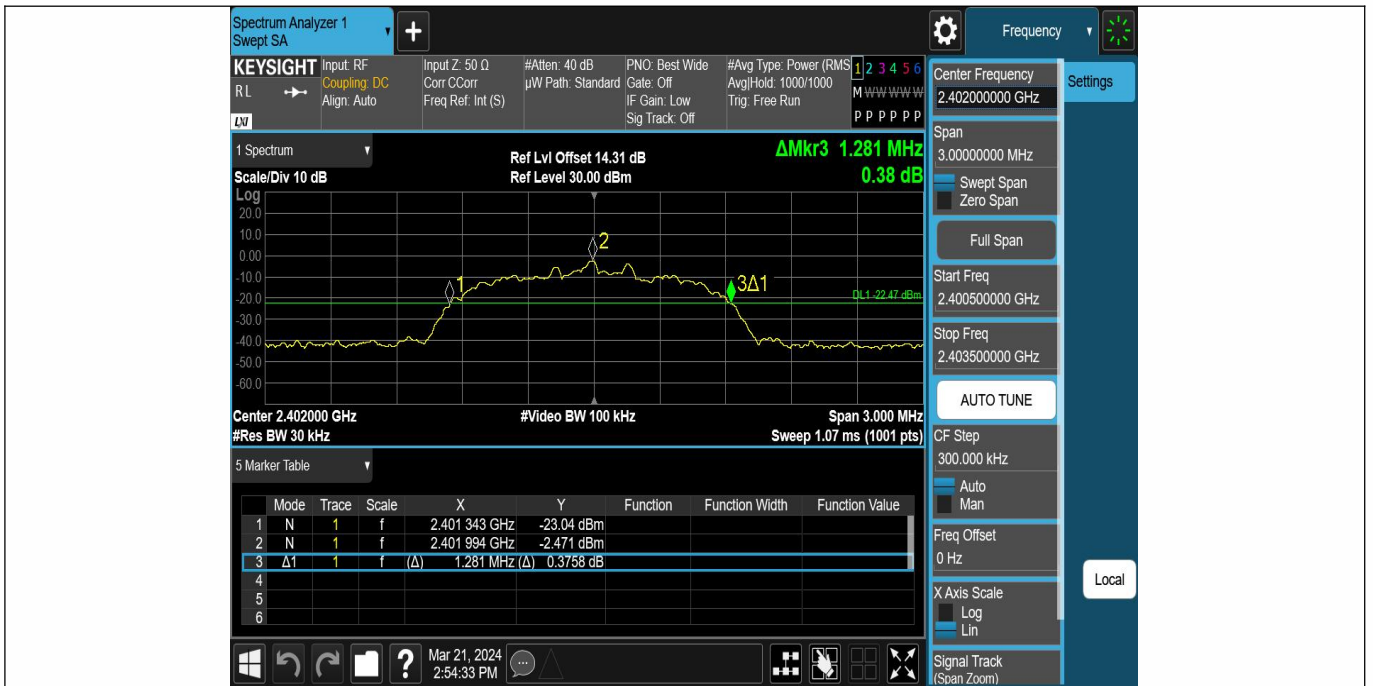 Spectrum Analyzer 1
Swept SA
+
Frequency
KEYSIGHT
RL
LXI
Input: RF
Coupling: DC
Align: Auto
Input Z: 50 Ω
Corr CCorr
Freq Ref: Int (S)
#Atten: 40 dB
µW Path: Standard
PNO: Best Wide
Gate: Off
IF Gain: Low
Sig Track: Off
#Avg Type: Power (RMS
Avg|Hold: 1000/1000
Trig: Free Run
1 2 3 4 5 6
M W W W W W
P P P P P P
1 Spectrum
Scale/Div 10 dB
Ref Lvl Offset 14.31 dB
Ref Level 30.00 dBm
ΔMkr3 1.281 MHz
0.38 dB
Log
20.0
10.0
0.00
-10.0
-20.0
-30.0
-40.0
-50.0
-60.0
1
2
3Δ1
DL1 -22.47 dBm
Center 2.402000 GHz
#Video BW 100 kHz
Span 3.000 MHz
#Res BW 30 kHz
Sweep 1.07 ms (1001 pts)
5 Marker Table
Mode Trace Scale X Y Function Function Width Function Value
1 N 1 f 2.401 343 GHz -23.04 dBm
2 N 1 f 2.401 994 GHz -2.471 dBm
3 Δ1 1 f (Δ) 1.281 MHz (Δ) 0.3758 dB
4
5
6
?
Mar 21, 2024
2:54:33 PM
Center Frequency
2.402000000 GHz
Settings
Span
3.00000000 MHz
Swept Span
Zero Span
Full Span
Start Freq
2.400500000 GHz
Stop Freq
2.403500000 GHz
AUTO TUNE
CF Step
300.000 kHz
Auto
Man
Freq Offset
0 Hz
Local
X Axis Scale
Log
Lin
Signal Track
(Span Zoom)